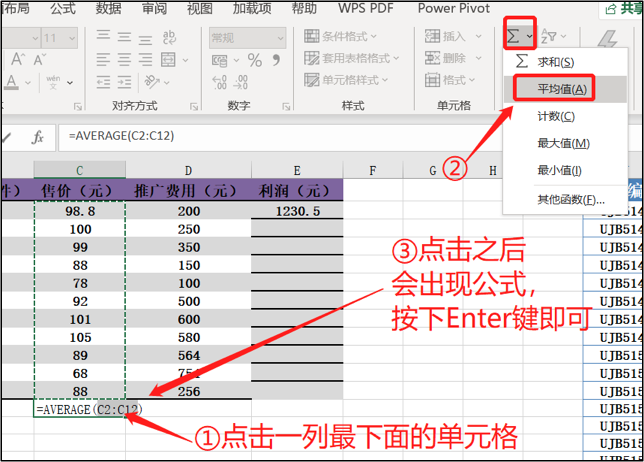 布局 公式 数据 审阅 视图 加载项 帮助 WPS PDF Power Pivot 共享
11 A A ab 常规 条件格式 插入 Σ
A wén % 套用表格格式 删除 Σ 求和(S)
单元格样式 格式 平均值(A)
对齐方式 数字 样式 单元格 计数(C)
最大值(M)
fx =AVERAGE(C2:C12) ② 最小值(I)
其他函数(F)...
C D E F G H
件) 售价（元） 推广费用（元） 利润（元）
98.8 200 1230.5 UJB514
100 250 UJB514
99 350 UJB514
88 150 UJB514
78 100 UJB514
92 500 UJB514
101 600 UJB514
105 580 UJB514
89 564 UJB515
68 UJB515
88 256 UJB515
=AVERAGE(C2:C12) UJB515
③点击之后
会出现公式，
按下Enter键即可
①点击一列最下面的单元格